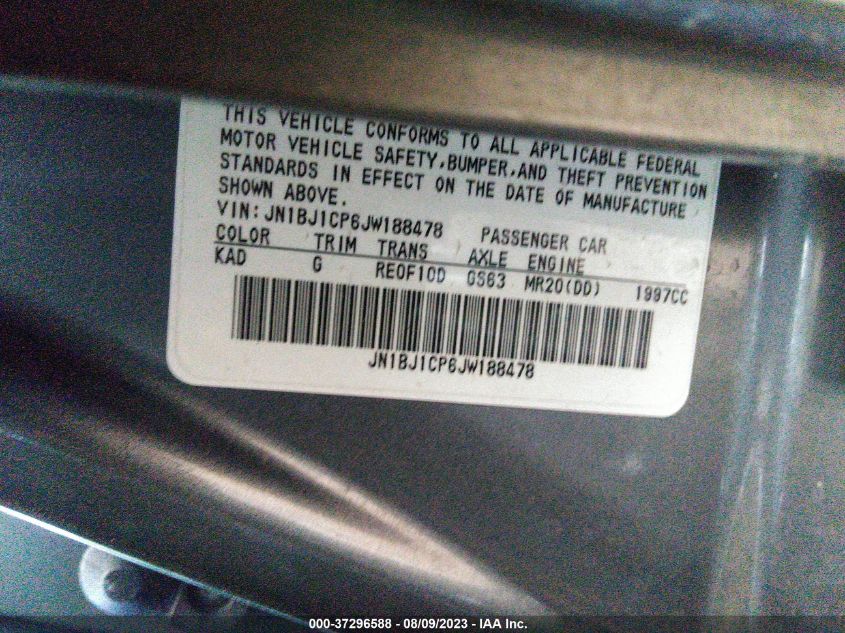 THIS VEHICLE CONFORMS TO ALL APPLICABLE FEDERAL
MOTOR VEHICLE SAFETY,BUMPER,AND THEFT PREVENTION
STANDARDS IN EFFECT ON THE DATE OF MANUFACTURE
SHOWN ABOVE.
VIN: JN1BJ1CP6JW188478 PASSENGER CAR
COLOR TRIM TRANS AXLE ENGINE
KAD G RE0F10D GS63 MR20(DD) 1997CC
JN1BJ1CP6JW188478
000-37296588 - 08/09/2023 - IAA Inc.